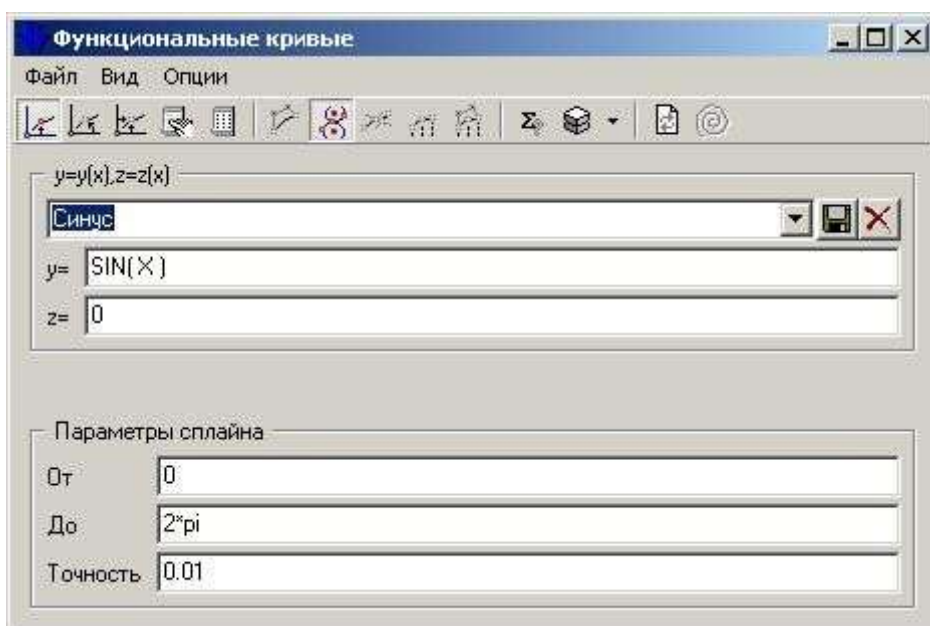 Функциональные кривые
Файл Вид Опции
y=y(x),z=z(x)
Синус
y= SIN(X)
z= 0
Параметры сплайна
От 0
До 2*pi
Точность 0.01